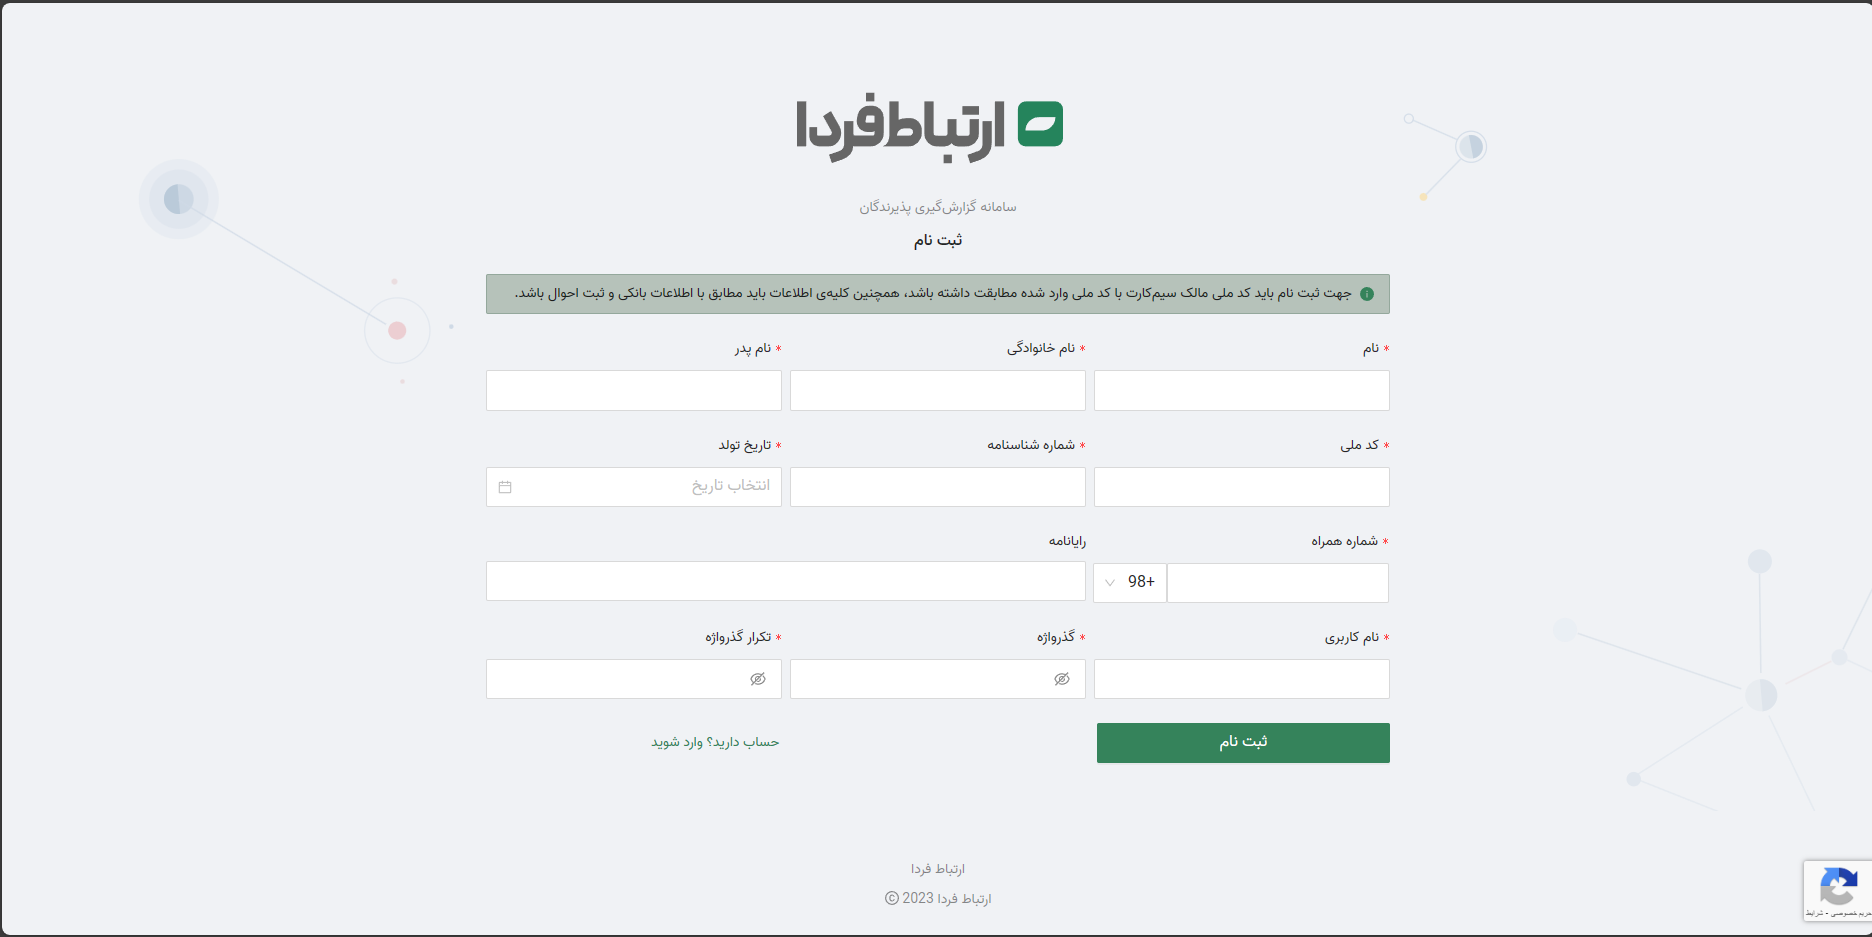 ارتباط فردا
سامانه گزارش‌گیری پذیرندگان
ثبت نام
جهت ثبت نام باید کد ملی مالک سیم‌کارت با کد ملی وارد شده مطابقت داشته باشد، همچنین کلیه‌ی اطلاعات باید مطابق با اطلاعات بانکی و ثبت احوال باشد.
* نام
* نام خانوادگی
* نام پدر
* کد ملی
* شماره شناسنامه
* تاریخ تولد
انتخاب تاریخ
* شماره همراه
رایانامه
+98
* نام کاربری
* گذرواژه
* تکرار گذرواژه
ثبت نام
حساب دارید؟ وارد شوید
ارتباط فردا
ارتباط فردا 2023 ©
حریم خصوصی - شرایط